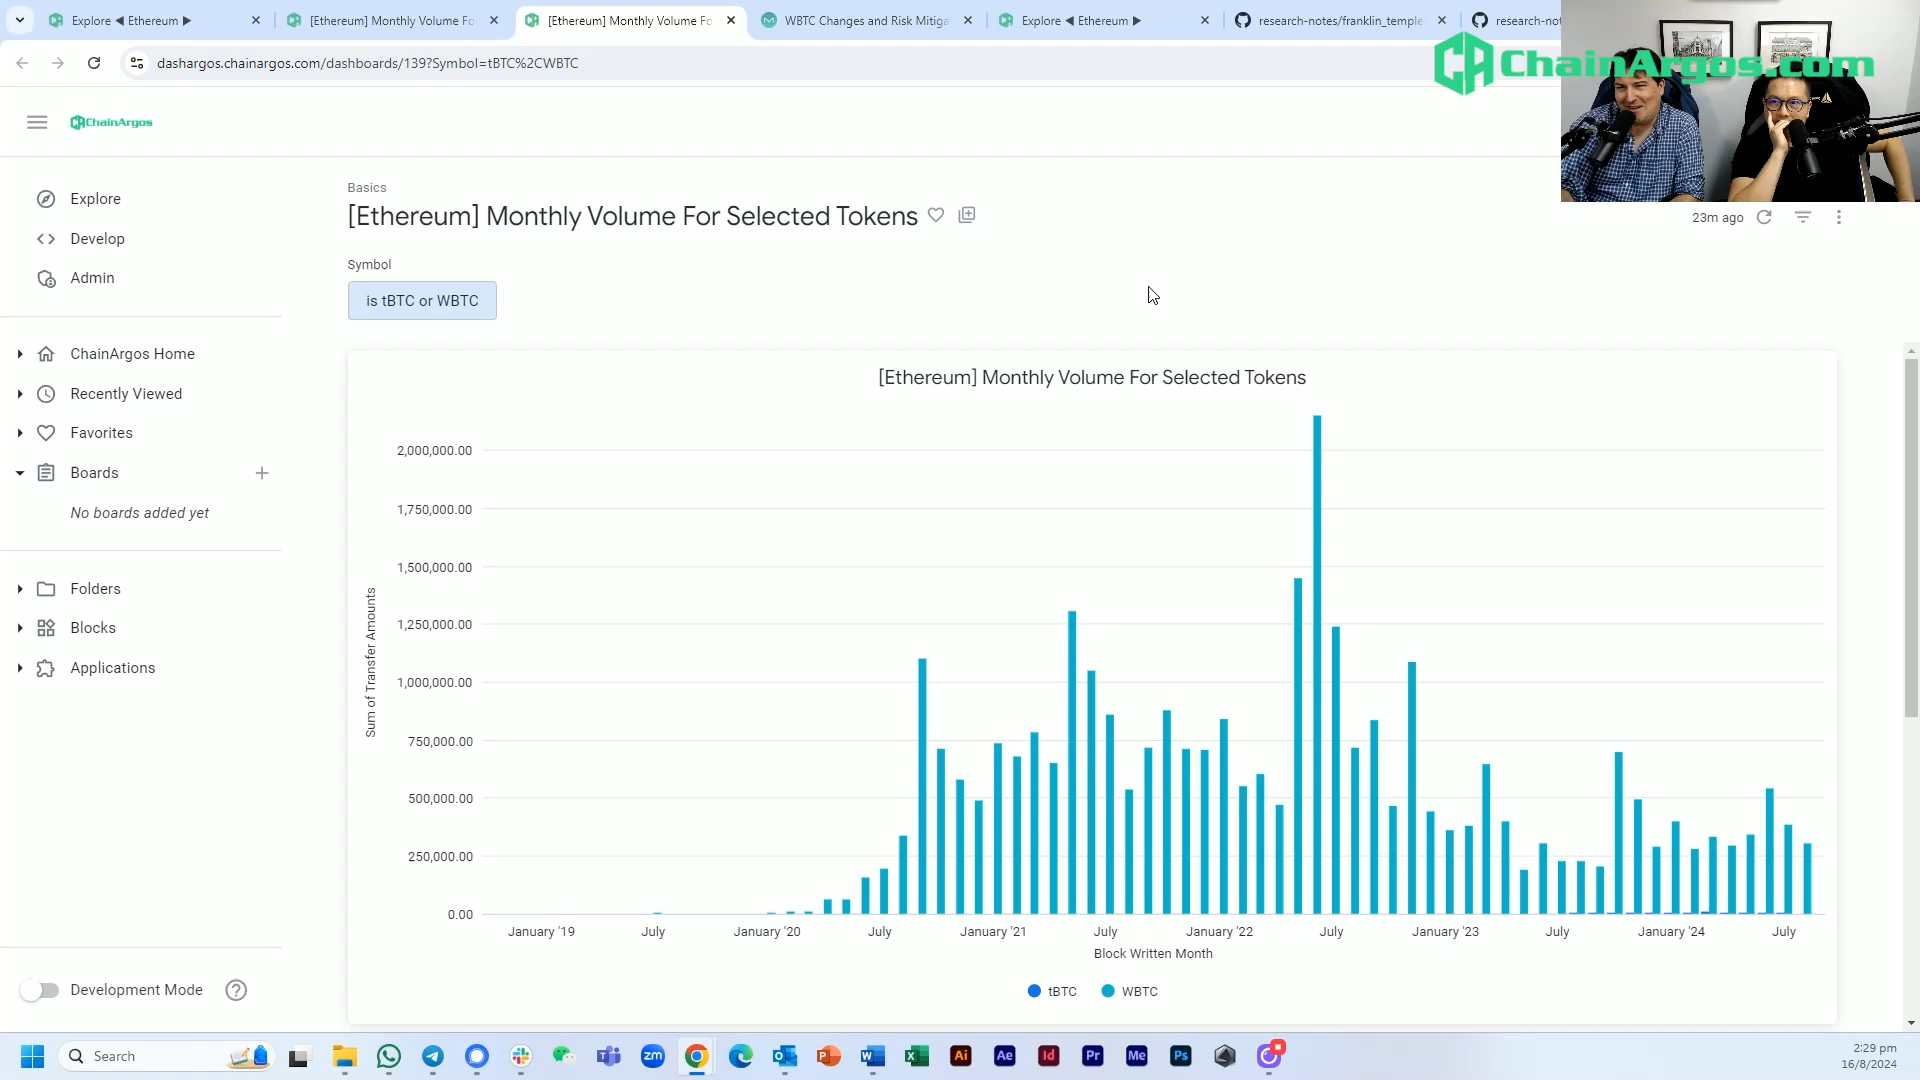 Explore ◀ Ethereum ▶
[Ethereum] Monthly Volume Fo
[Ethereum] Monthly Volume Fo
WBTC Changes and Risk Mitiga
Explore ◀ Ethereum ▶
research-notes/franklin_temple
research-not
dashargos.chainargos.com/dashboards/139?Symbol=tBTC%2CWBTC
ChainArgos.com
ChainArgos
Explore
Develop
Admin
ChainArgos Home
Recently Viewed
Favorites
Boards
No boards added yet
Folders
Blocks
Applications
Development Mode
Basics
[Ethereum] Monthly Volume For Selected Tokens
23m ago
Symbol
is tBTC or WBTC
[Ethereum] Monthly Volume For Selected Tokens
Sum of Transfer Amounts
2,000,000.00
1,750,000.00
1,500,000.00
1,250,000.00
1,000,000.00
750,000.00
500,000.00
250,000.00
0.00
January '19 July January '20 July January '21 July January '22 July January '23 July January '24 July
Block Written Month
tBTC WBTC
Search
zm
Ai Ae Id Pr Me Ps
2:29 pm
16/8/2024